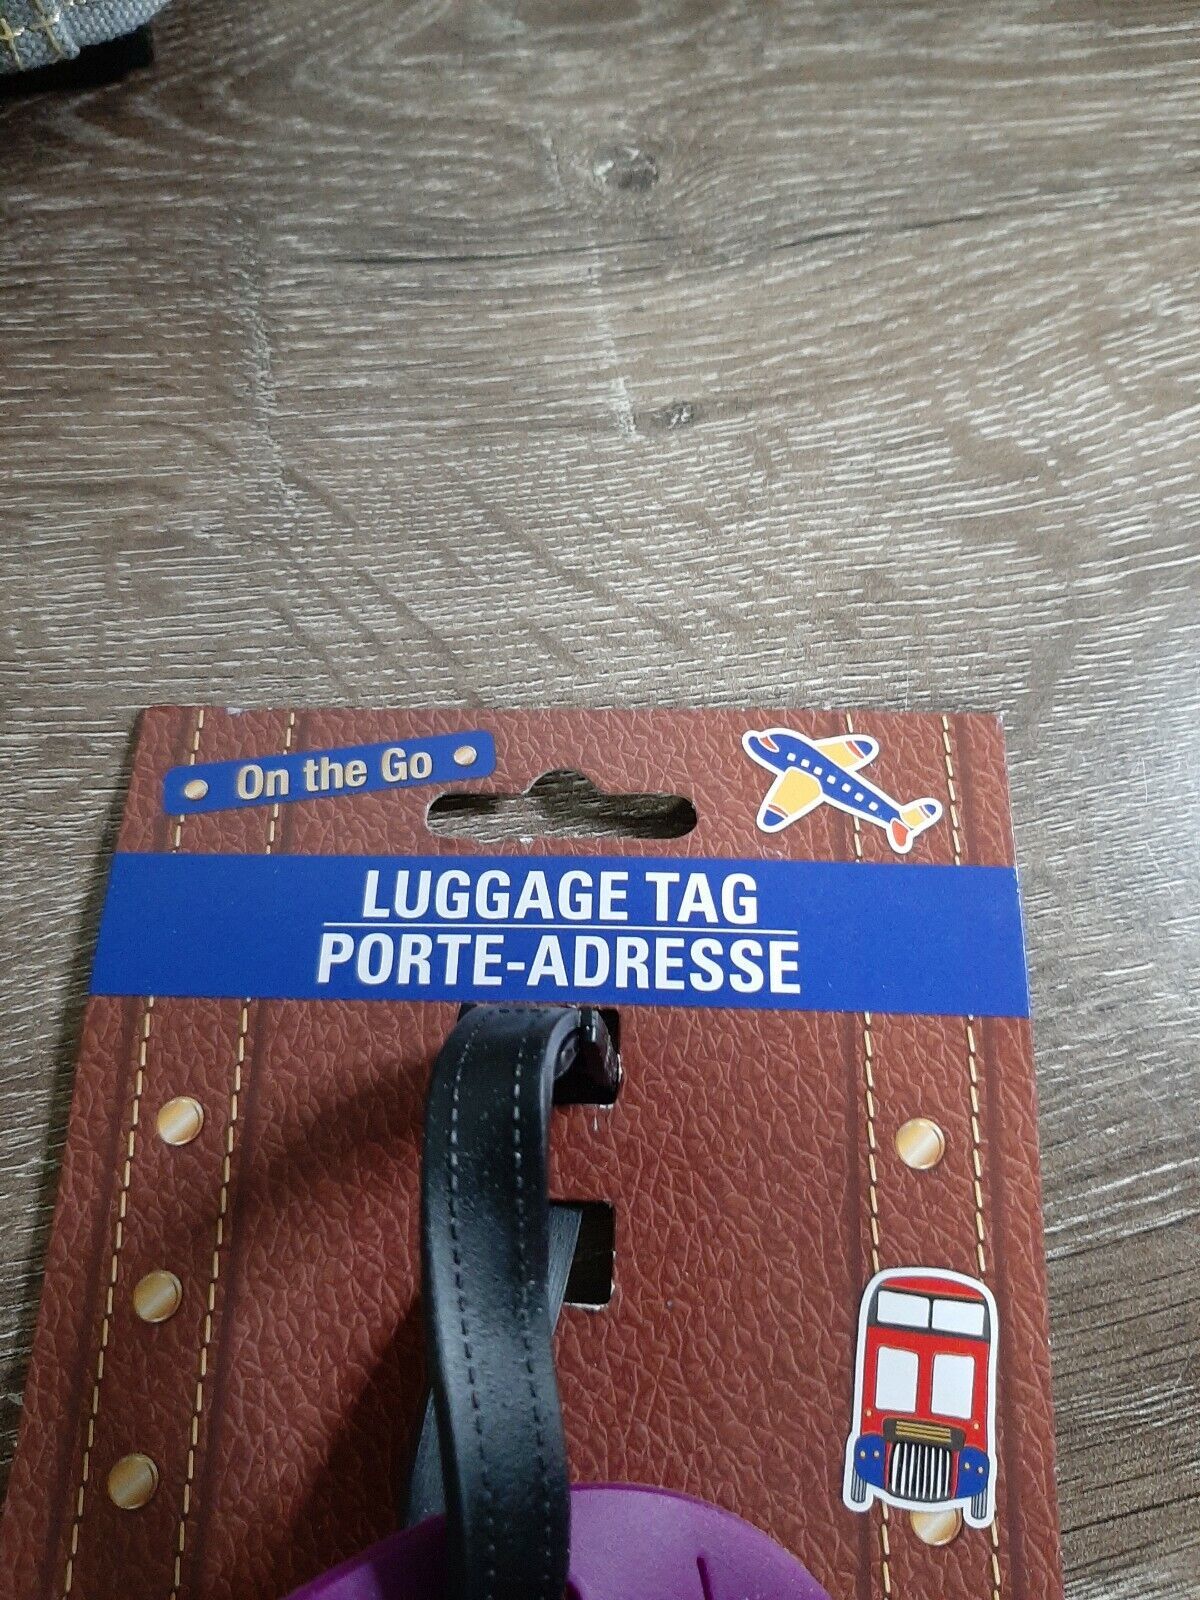 On the Go
LUGGAGE TAG
PORTE-ADRESSE